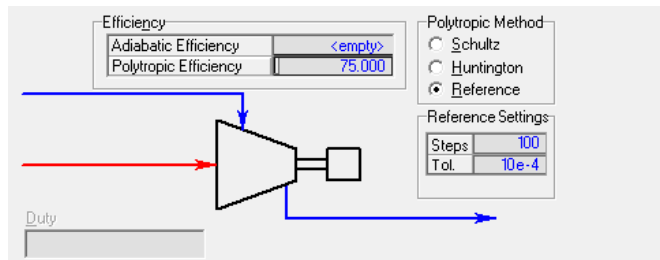 Efficiency
Adiabatic Efficiency <empty>
Polytropic Efficiency 75.000
Polytropic Method
Schultz
Huntington
Reference
Reference Settings
Steps 100
Tol. 10e-4
Duty